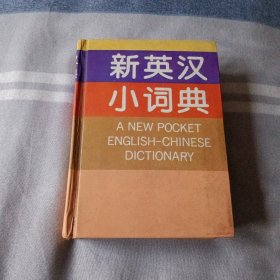 新英汉
小词典
A NEW POCKET
ENGLISH-CHINESE
DICTIONARY